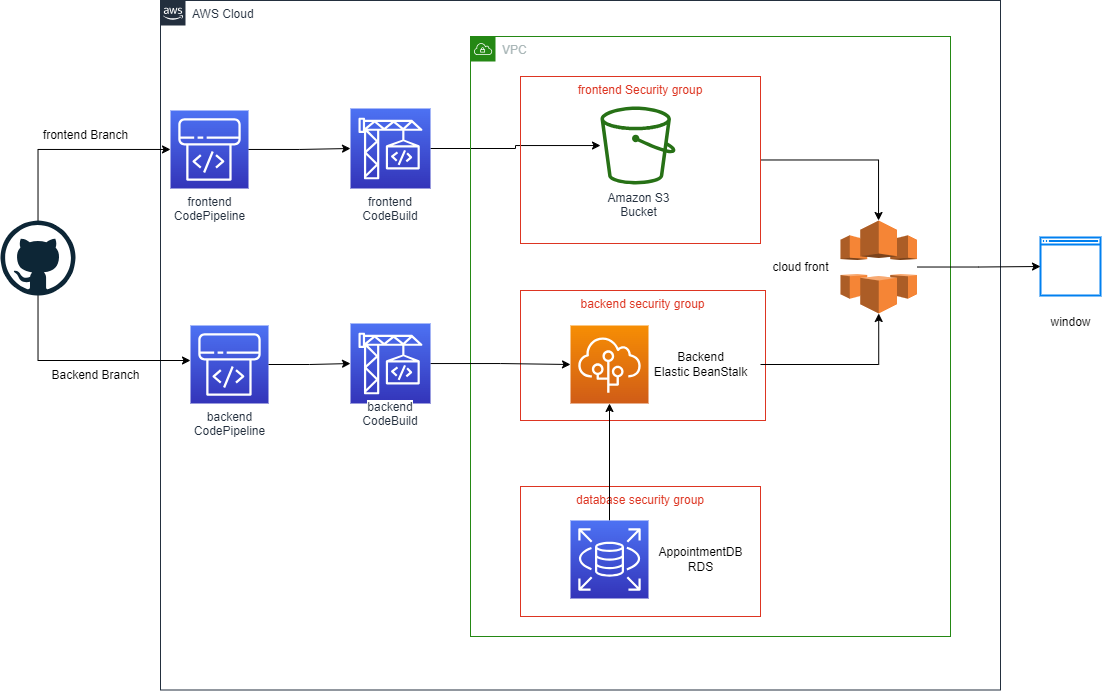 aws
AWS Cloud
VPC
frontend Security group
frontend Branch
frontend
CodePipeline
frontend
CodeBuild
Amazon S3
Bucket
cloud front
window
backend security group
Backend
Elastic BeanStalk
Backend Branch
backend
CodePipeline
backend
CodeBuild
database security group
AppointmentDB
RDS